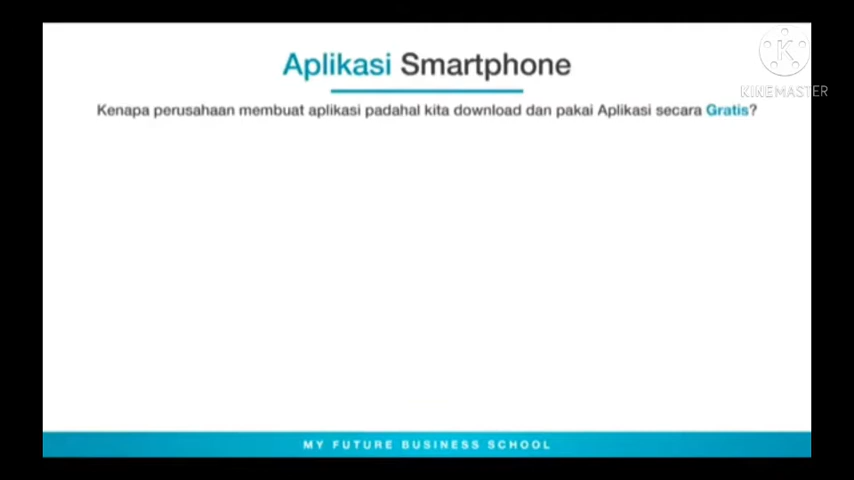 Aplikasi Smartphone
KINEMASTER
Kenapa perusahaan membuat aplikasi padahal kita download dan pakai Aplikasi secara Gratis?
MY FUTURE BUSINESS SCHOOL